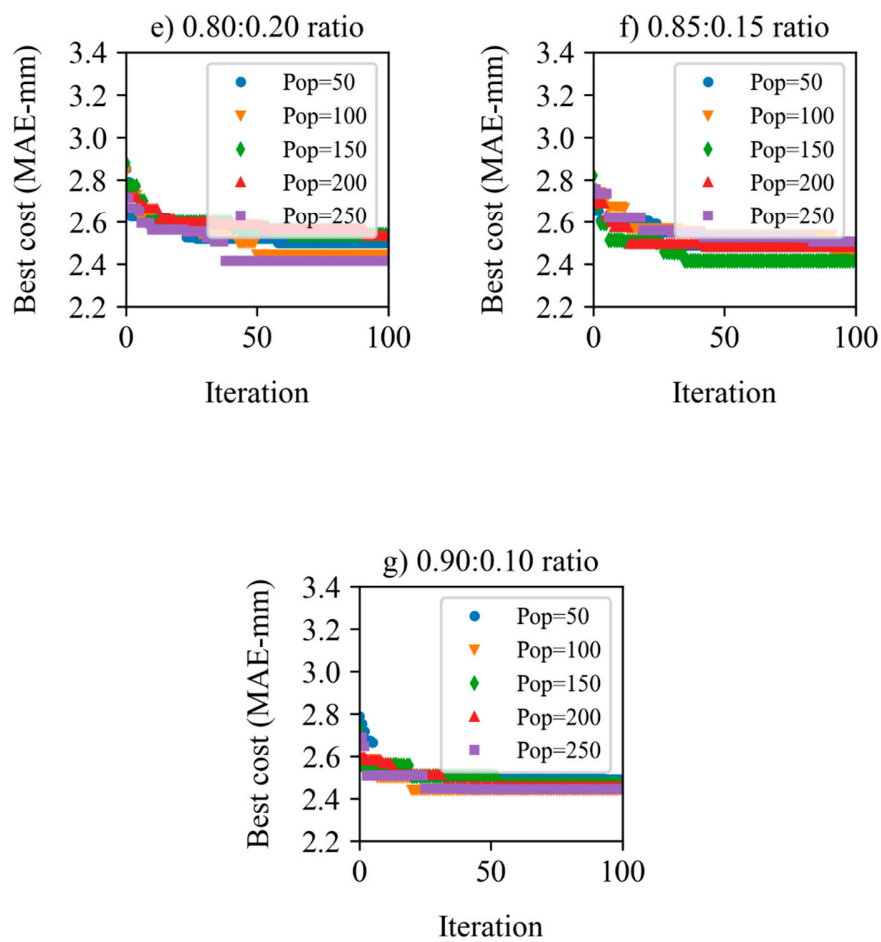 e) 0.80:0.20 ratio
Best cost (MAE-mm)
3.4
3.2
3.0
2.8
2.6
2.4
2.2
Pop=50
Pop=100
Pop=150
Pop=200
Pop=250
0
50
100
Iteration
f) 0.85:0.15 ratio
Best cost (MAE-mm)
3.4
3.2
3.0
2.8
2.6
2.4
2.2
Pop=50
Pop=100
Pop=150
Pop=200
Pop=250
0
50
100
Iteration
g) 0.90:0.10 ratio
Best cost (MAE-mm)
3.4
3.2
3.0
2.8
2.6
2.4
2.2
Pop=50
Pop=100
Pop=150
Pop=200
Pop=250
0
50
100
Iteration